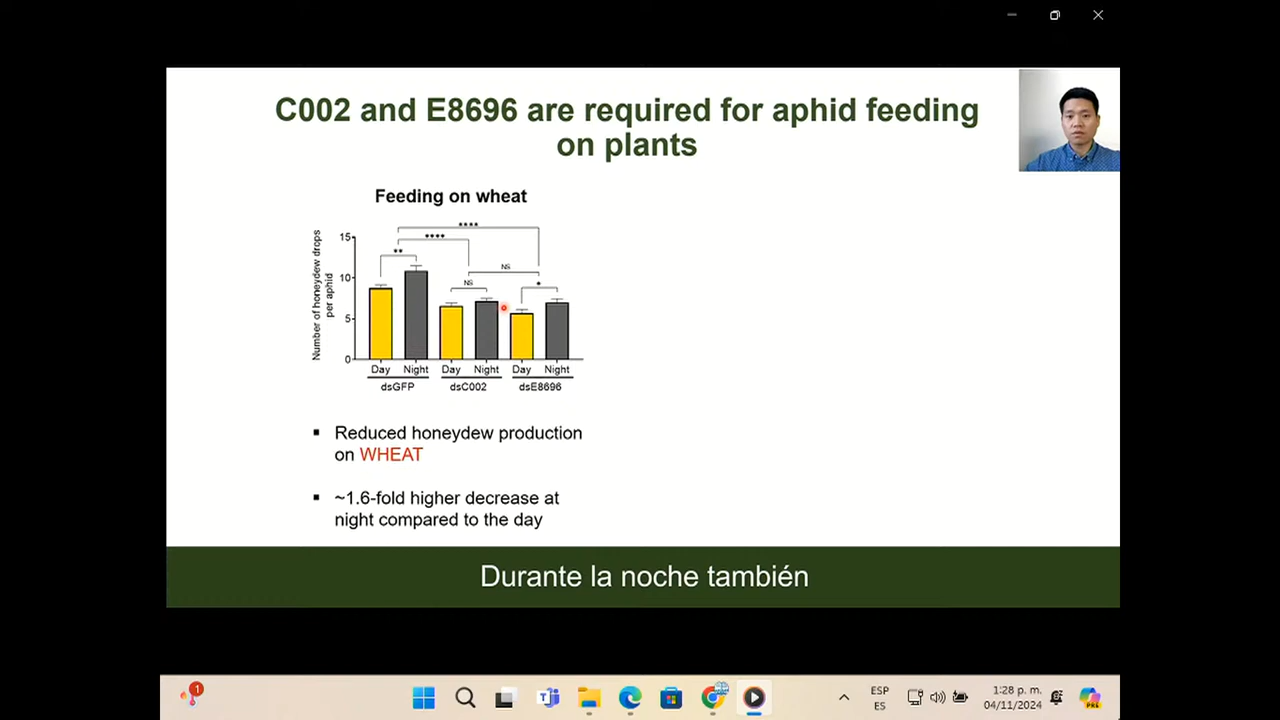 C002 and E8696 are required for aphid feeding
on plants
Feeding on wheat
Number of honeydew drops
per aphid
15
10
5
0
****
****
**
NS
NS
*
Day Night Day Night Day Night
dsGFP dsC002 dsE8696
▪ Reduced honeydew production
on WHEAT
▪ ~1.6-fold higher decrease at
night compared to the day
Durante la noche también
1
ESP
ES
1:28 p. m.
04/11/2024
PRE